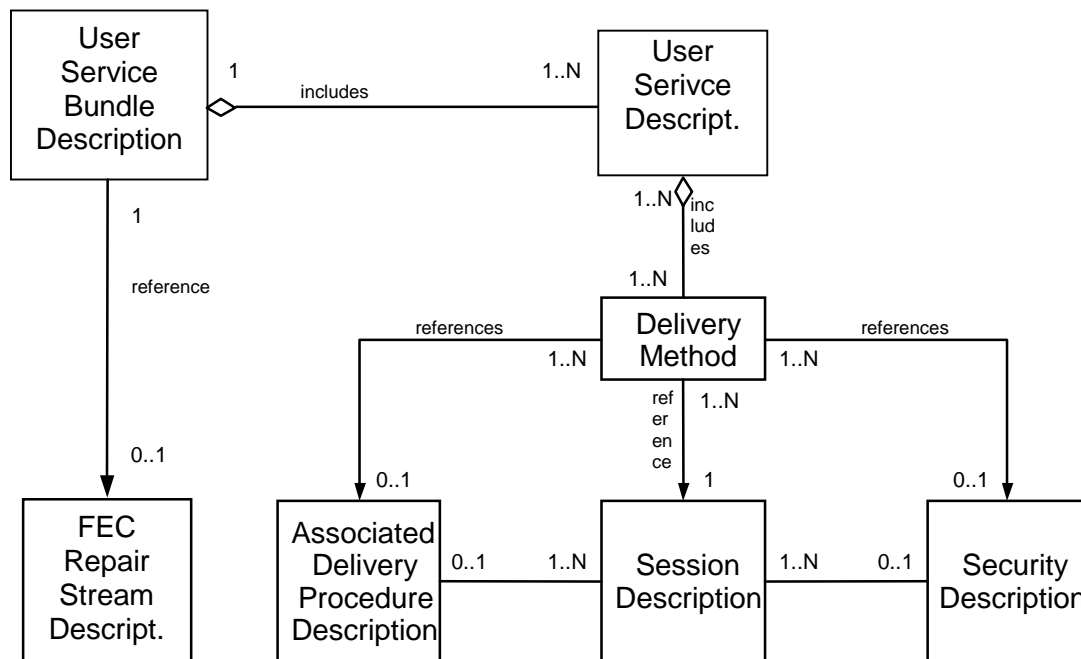 User
Service
Bundle
Description
1
includes
1..N
User
Serivce
Descript.
1
reference
0..1
1..N
inc
lud
es
1..N
Delivery
Method
references
1..N
references
1..N
ref
er
en
ce
1..N
0..1
1
0..1
FEC
Repair
Stream
Descript.
Associated
Delivery
Procedure
Description
0..1
1..N
Session
Description
1..N
0..1
Security
Description